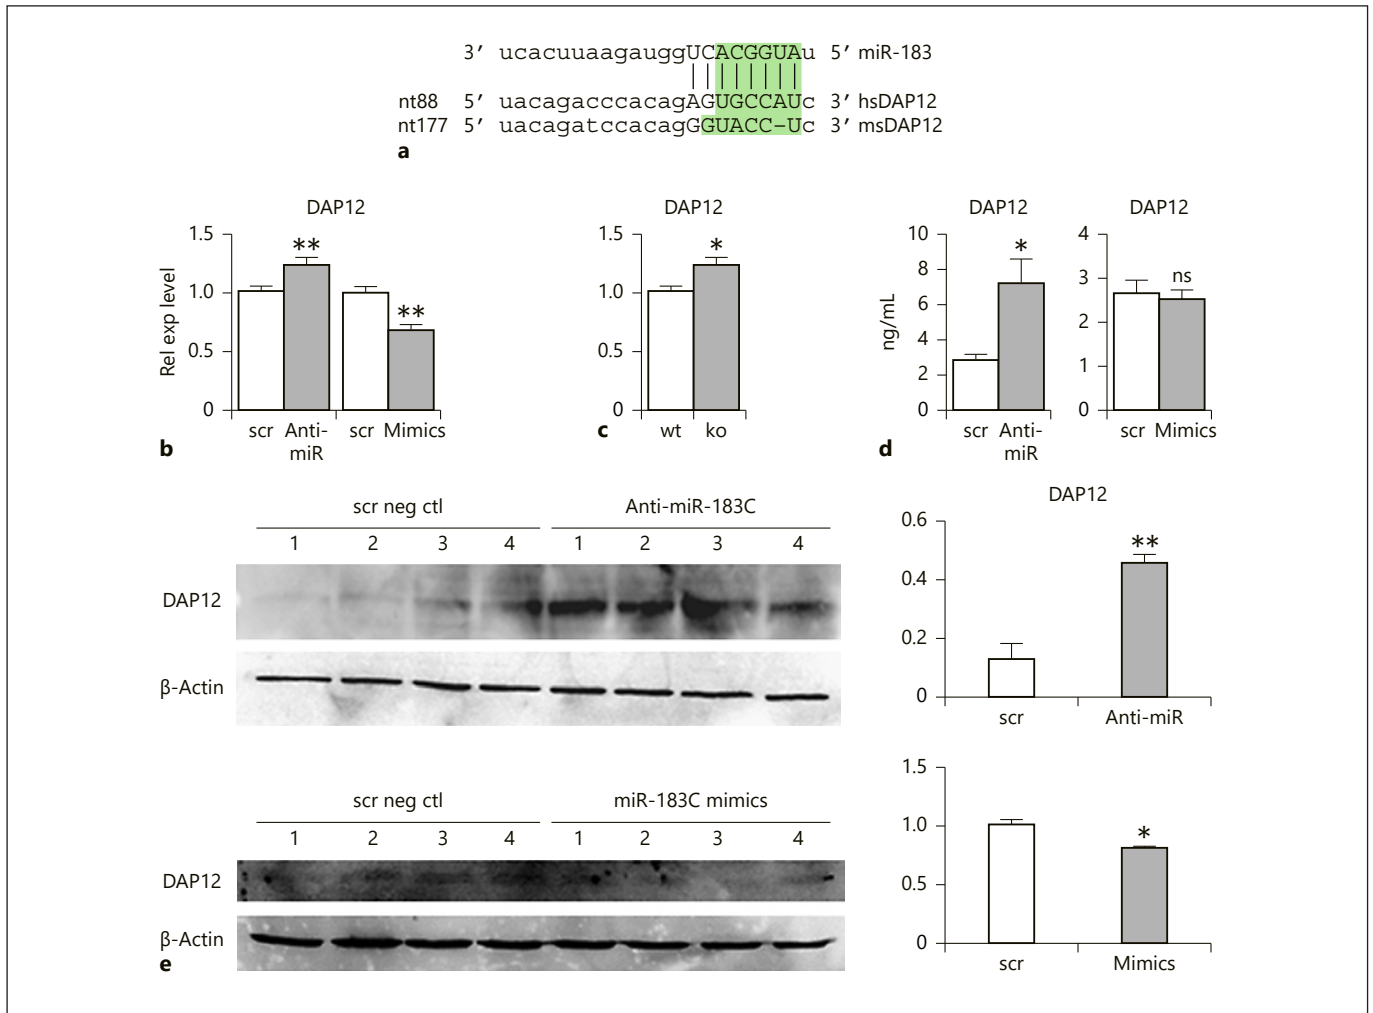 3′ ucacuuaagauggUCACGGUAu 5′ miR-183
nt88 5′ uacagacccacagAGUGCCAUc 3′ hsDAP12
nt177 5′ uacagatccacagGGUACC–Uc 3′ msDAP12
a
DAP12
Rel exp level
1.5
1.0
0.5
0
**
**
scr Anti-miR scr Mimics
b
DAP12
1.5
1.0
0.5
0
*
wt ko
c
DAP12
ng/mL
10
8
6
4
2
0
*
scr Anti-miR
DAP12
4
3
2
1
0
ns
scr Mimics
d
scr neg ctl Anti-miR-183C
1 2 3 4 1 2 3 4
DAP12
β-Actin
DAP12
0.6
0.4
0.2
0
**
scr Anti-miR
scr neg ctl miR-183C mimics
1 2 3 4 1 2 3 4
DAP12
β-Actin
e
1.5
1.0
0.5
0
*
scr Mimics